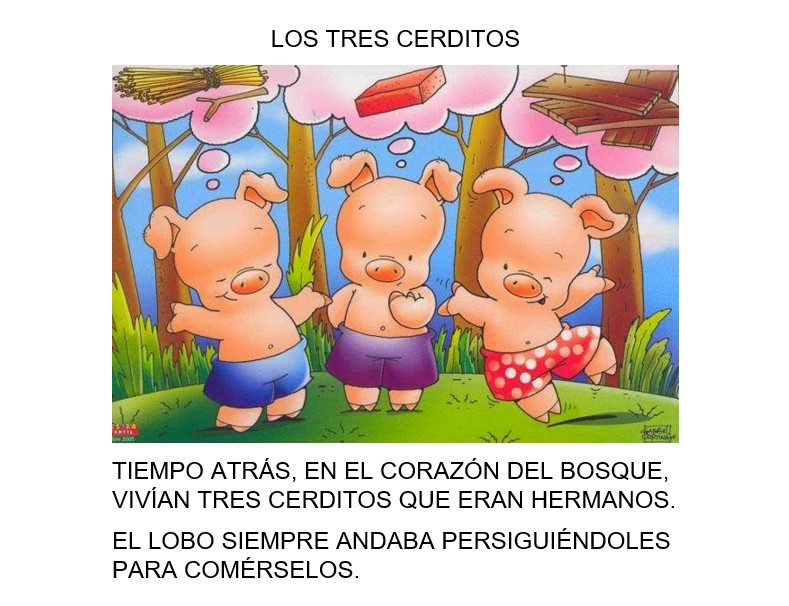 LOS TRES CERDITOS
TIEMPO ATRÁS, EN EL CORAZÓN DEL BOSQUE,
VIVÍAN TRES CERDITOS QUE ERAN HERMANOS.
EL LOBO SIEMPRE ANDABA PERSIGUIÉNDOLES
PARA COMÉRSELOS.